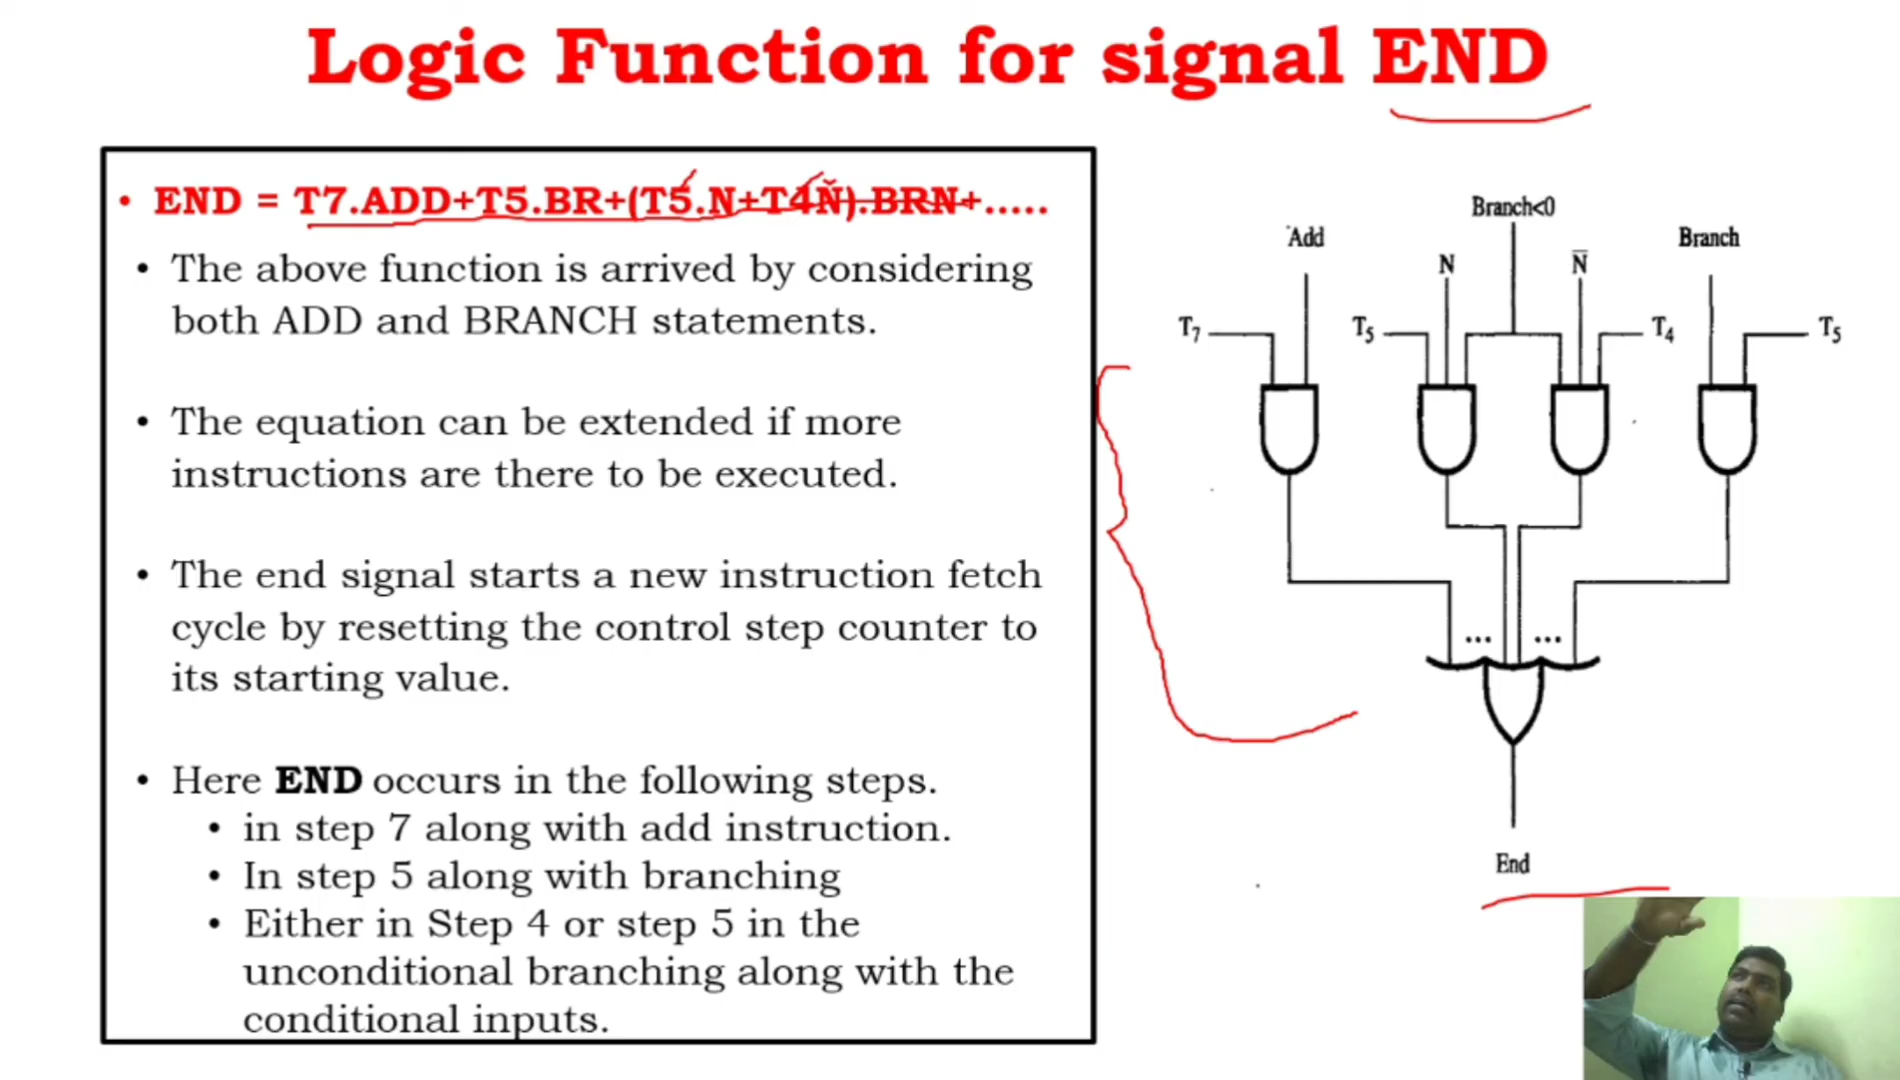 Logic Function for signal END
• END = T7.ADD+T5.BR+(T5.N+T4Ň).BRN+.....
• The above function is arrived by considering
both ADD and BRANCH statements.
• The equation can be extended if more
instructions are there to be executed.
• The end signal starts a new instruction fetch
cycle by resetting the control step counter to
its starting value.
• Here END occurs in the following steps.
• in step 7 along with add instruction.
• In step 5 along with branching
• Either in Step 4 or step 5 in the
unconditional branching along with the
conditional inputs.
Branch<0
Add
Branch
N
N̅
T₇
T₅
T₄
T₅
... ...
End